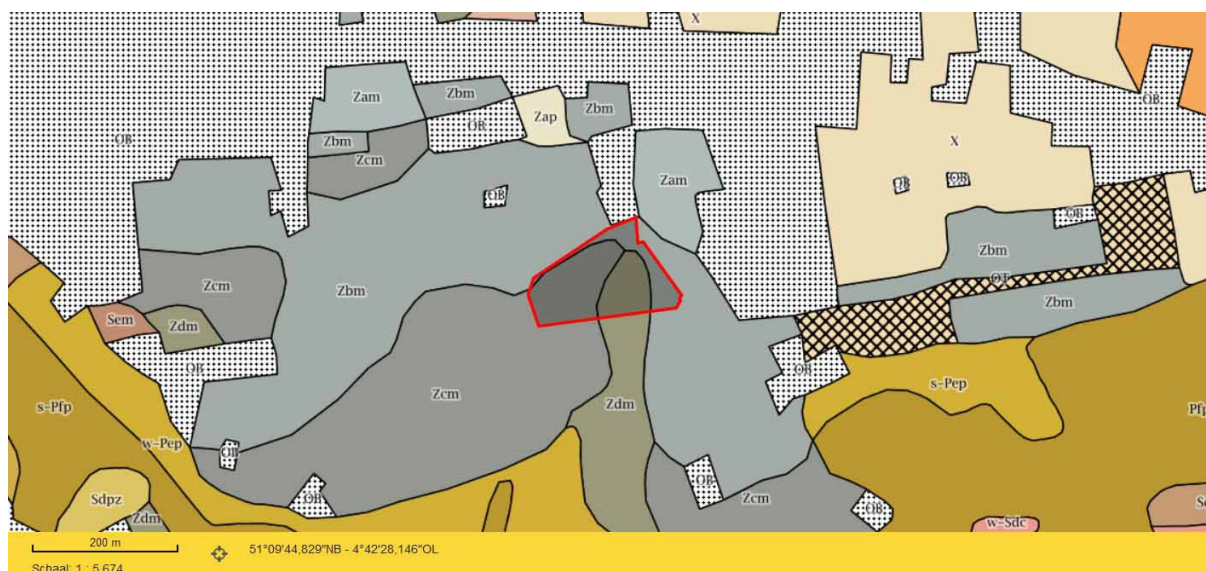 X
OB
Zam
Zbm
OB
Zap
Zbm
OB
Zbm
Zcm
X
Zam
OB
OB
OB
OB
Zbm
OT
Zcm
Zbm
Zbm
Sem
Zdm
OB
OB
s-Pep
s-Pfp
Zcm
Zdm
w-Pep
OB
Sdpz
Zdm
OB
OB
Zcm
OB
w-Sdc
200 m
51°09'44,829"NB - 4°42'28,146"OL
Schaal: 1 : 5.674